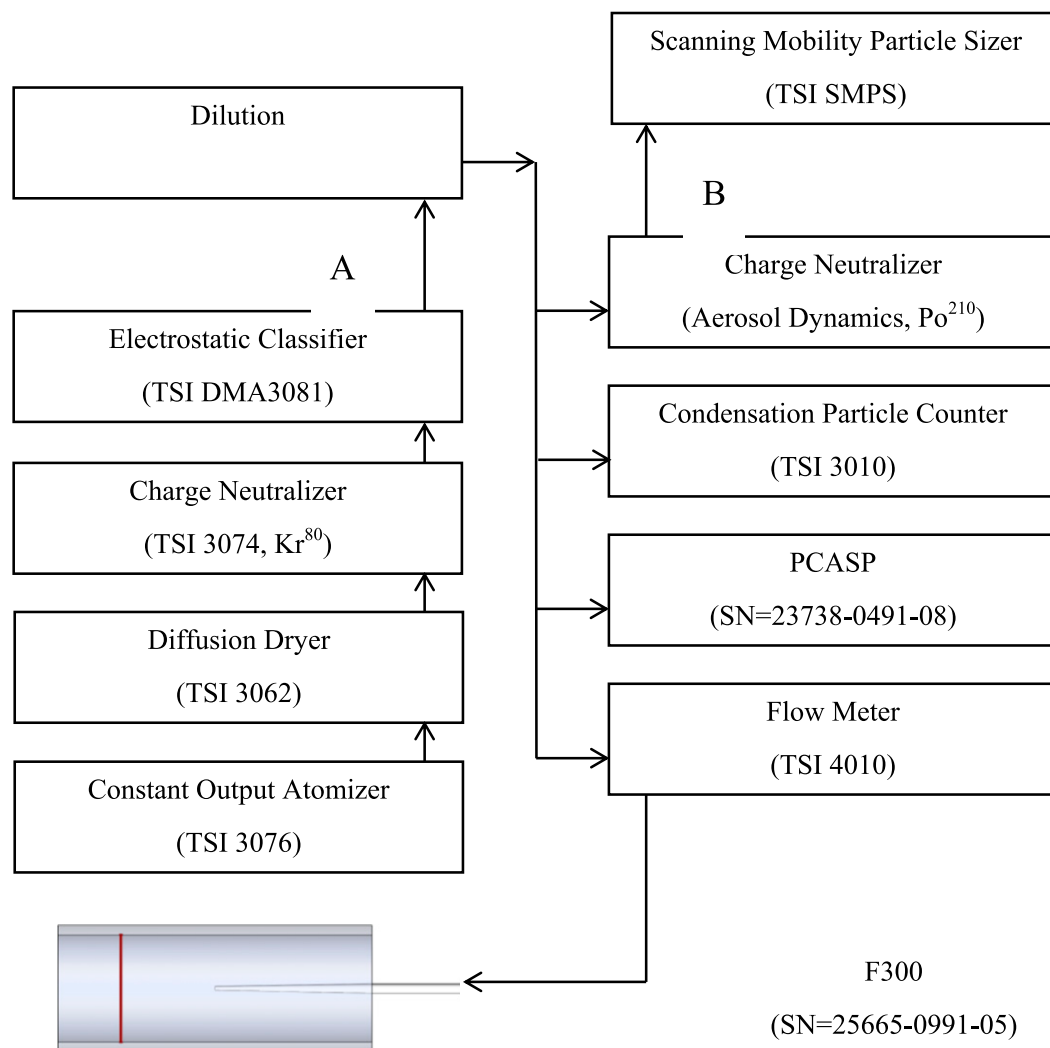 Scanning Mobility Particle Sizer
(TSI SMPS)
Dilution
B
A
Charge Neutralizer
(Aerosol Dynamics, Po²¹⁰)
Electrostatic Classifier
(TSI DMA3081)
Condensation Particle Counter
(TSI 3010)
Charge Neutralizer
(TSI 3074, Kr⁸⁰)
PCASP
(SN=23738-0491-08)
Diffusion Dryer
(TSI 3062)
Flow Meter
(TSI 4010)
Constant Output Atomizer
(TSI 3076)
F300
(SN=25665-0991-05)